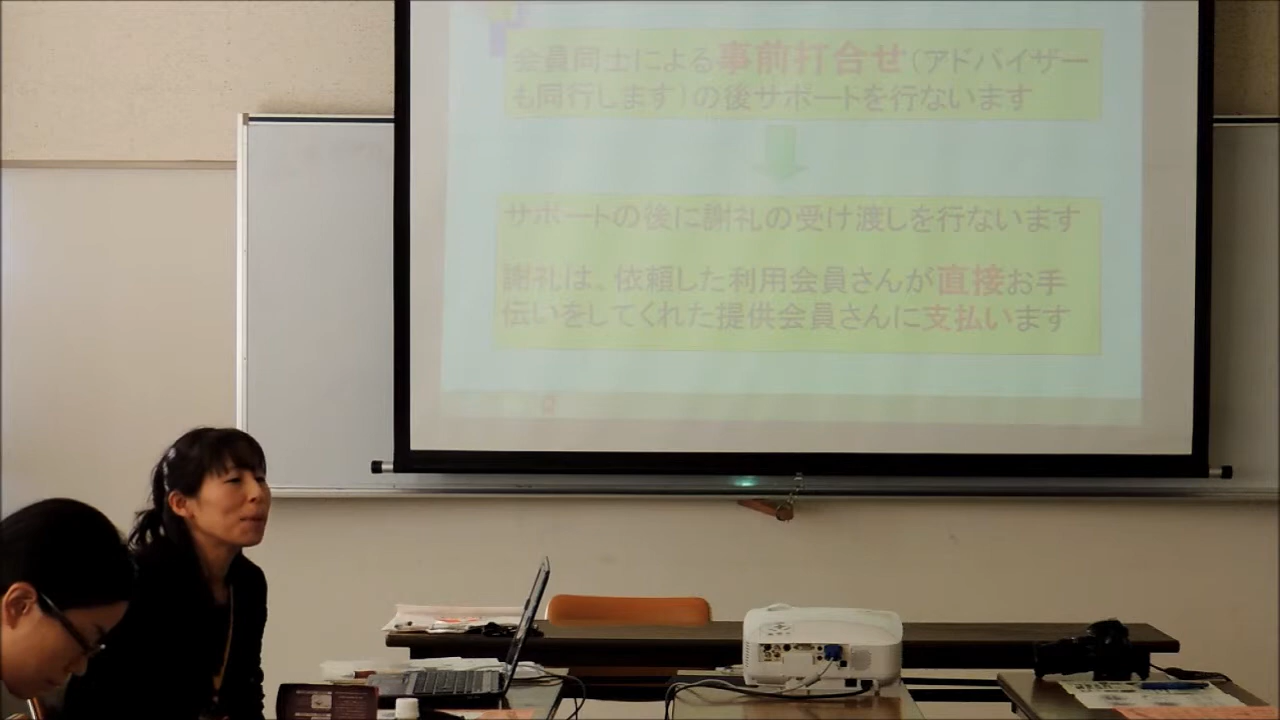 会員同士による事前打合せ（アドバイザー
も同行します）の後サポートを行ないます
サポートの後に謝礼の受け渡しを行ないます
謝礼は、依頼した利用会員さんが直接お手
伝いをしてくれた提供会員さんに支払います